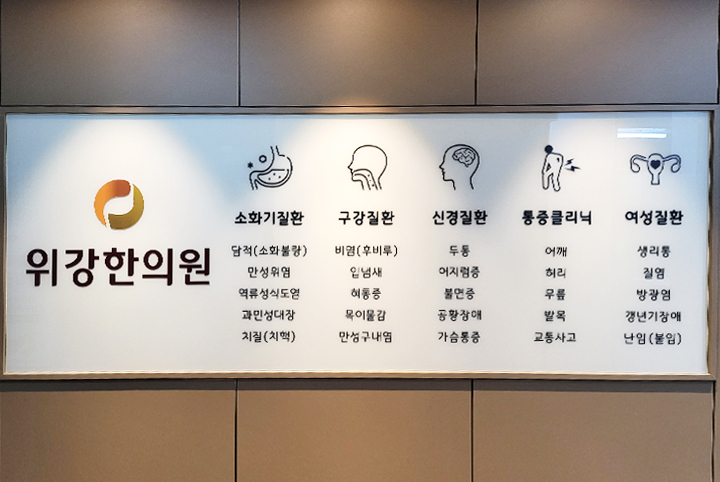 위강한의원
소화기질환
담적(소화불량)
만성위염
역류성식도염
과민성대장
치질(치핵)
구강질환
비염(후비루)
입냄새
혀통증
목이물감
만성구내염
신경질환
두통
어지럼증
불면증
공황장애
가슴통증
통증클리닉
어깨
허리
무릎
발목
교통사고
여성질환
생리통
질염
방광염
갱년기장애
난임(불임)